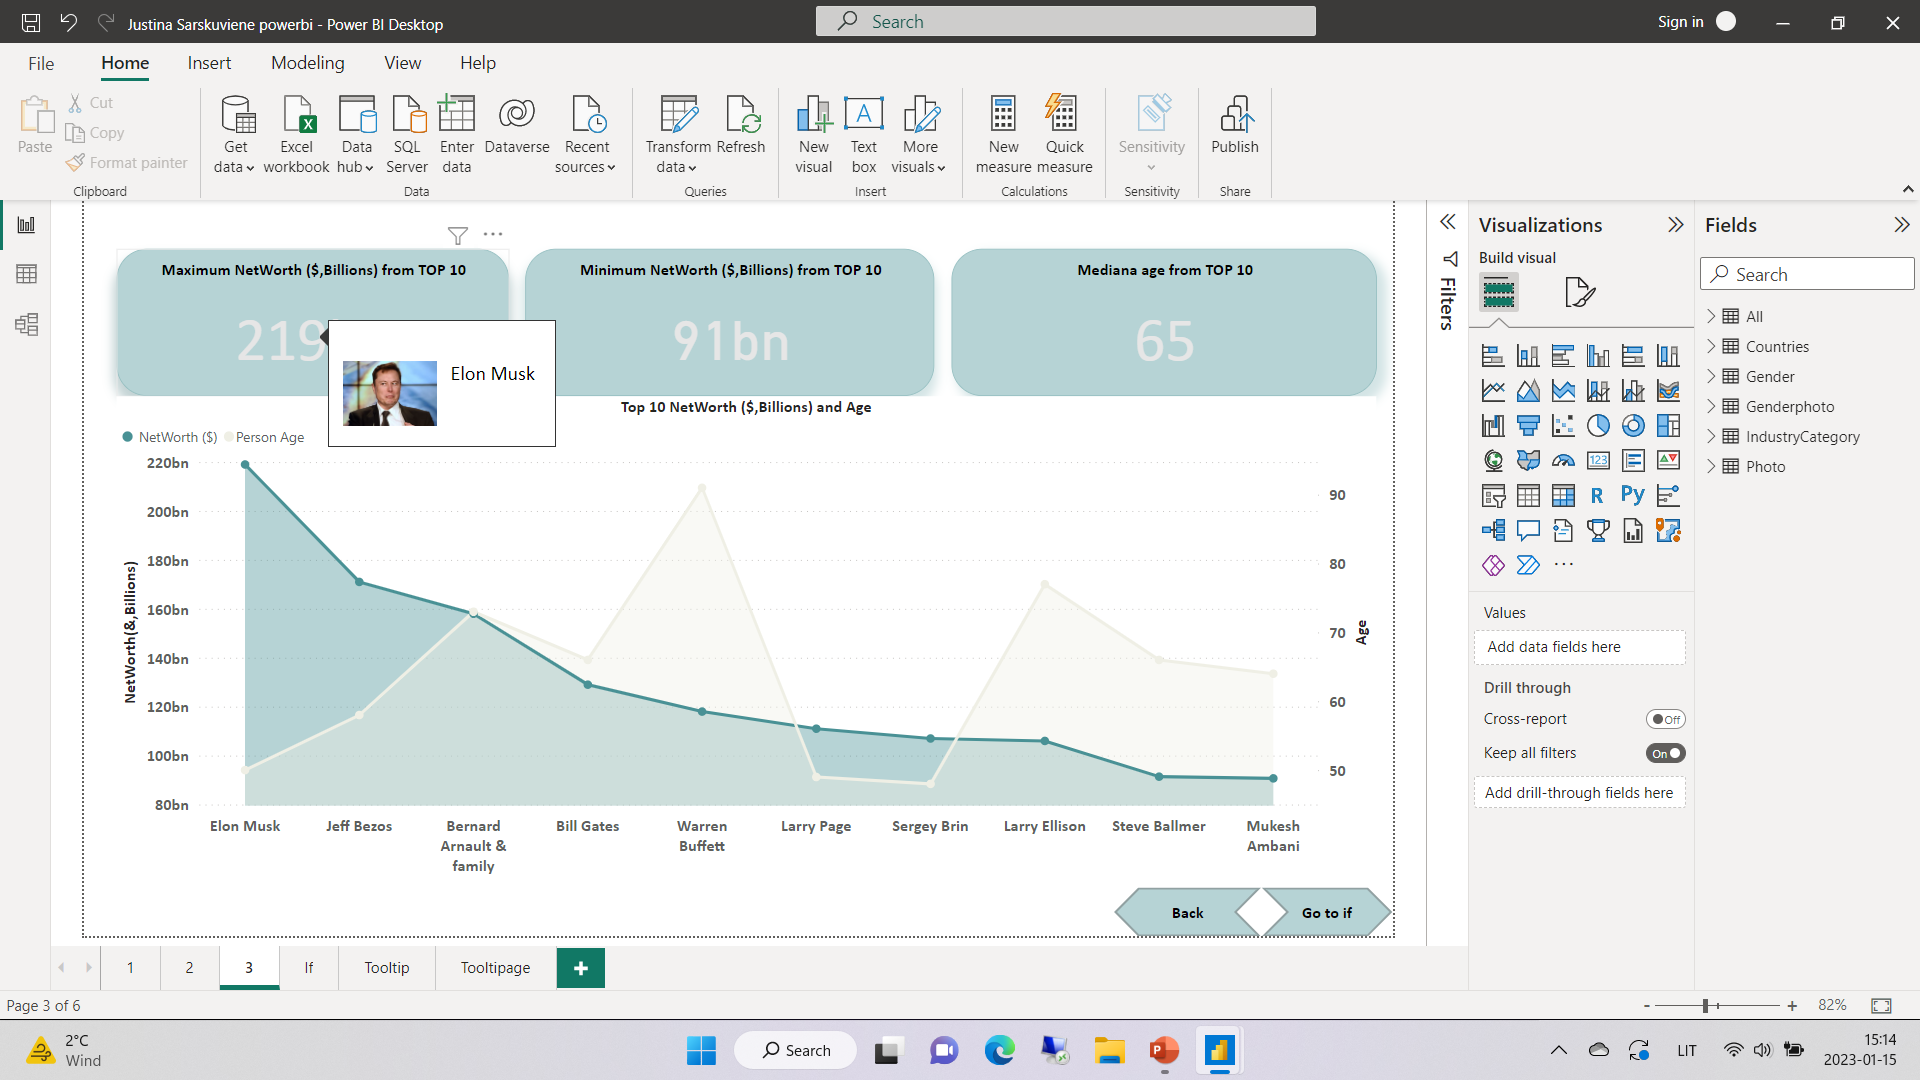 Justina Sarskuviene powerbi - Power BI Desktop
Search
Sign in
File
Home
Insert
Modeling
View
Help
Paste
Cut
Copy
Format painter
Clipboard
Get data
Excel workbook
Data hub
SQL Server
Enter data
Dataverse
Recent sources
Data
Transform data
Refresh
Queries
New visual
Text box
More visuals
Insert
New measure
Quick measure
Calculations
Sensitivity
Sensitivity
Publish
Share
Maximum NetWorth ($,Billions) from TOP 10
219
Elon Musk
Minimum NetWorth ($,Billions) from TOP 10
91bn
Mediana age from TOP 10
65
Top 10 NetWorth ($,Billions) and Age
NetWorth ($)
Person Age
NetWorth(&,Billions)
220bn
200bn
180bn
160bn
140bn
120bn
100bn
80bn
90
80
70
60
50
Age
Elon Musk
Jeff Bezos
Bernard
Arnault &
family
Bill Gates
Warren
Buffett
Larry Page
Sergey Brin
Larry Ellison
Steve Ballmer
Mukesh
Ambani
Back
Go to if
Filters
Visualizations
Build visual
123
R
Py
Values
Add data fields here
Drill through
Cross-report
Off
Keep all filters
On
Add drill-through fields here
Fields
Search
All
Countries
Gender
Genderphoto
IndustryCategory
Photo
1
2
3
If
Tooltip
Tooltipage
Page 3 of 6
-
+
82%
2°C
Wind
Search
LIT
15:14
2023-01-15